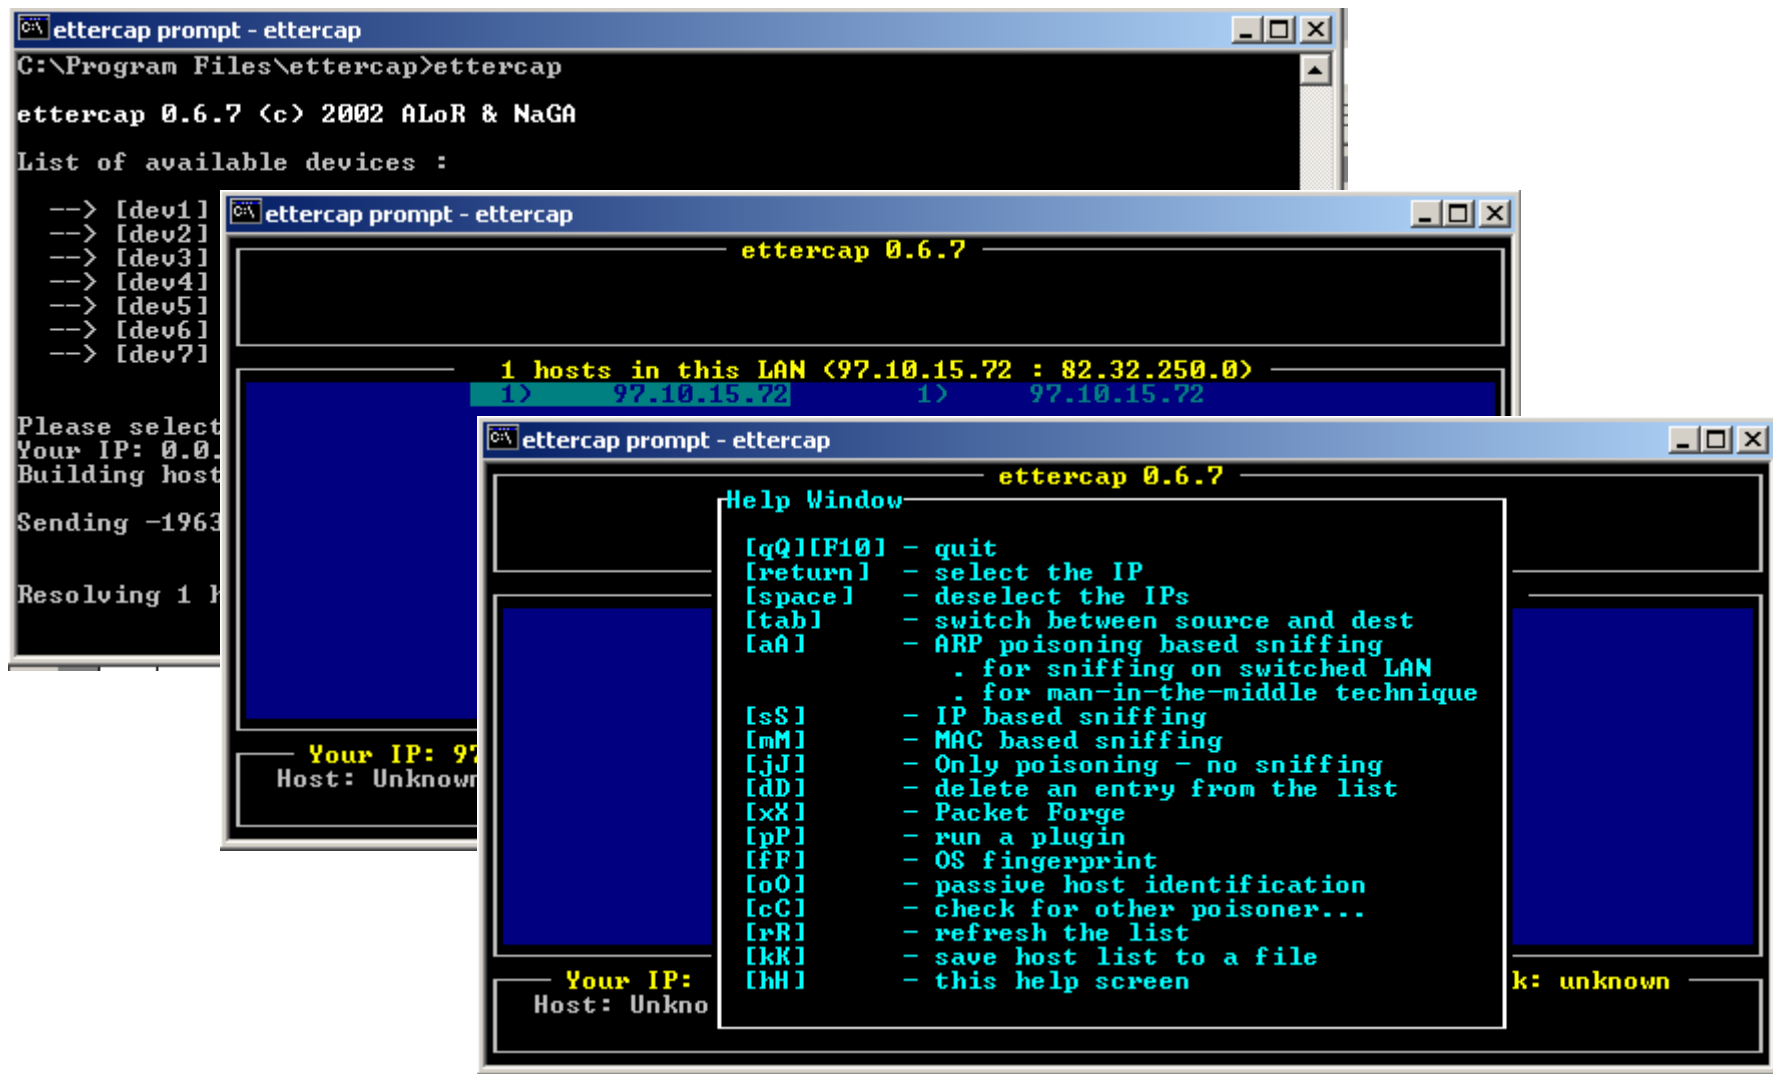 ettercap prompt - ettercap
C:\Program Files\ettercap>ettercap
ettercap 0.6.7 (c) 2002 ALoR & NaGA
List of available devices :
--> [dev1]
--> [dev2]
--> [dev3]
--> [dev4]
--> [dev5]
--> [dev6]
--> [dev7]
Please select
Your IP: 0.0.
Building host
Sending -1963
Resolving 1
ettercap prompt - ettercap
ettercap 0.6.7
1 hosts in this LAN (97.10.15.72 : 82.32.250.0)
1) 97.10.15.72 1) 97.10.15.72
Your IP: 97
Host: Unknown
ettercap prompt - ettercap
ettercap 0.6.7
Help Window
[qQ][F10] - quit
[return] - select the IP
[space] - deselect the IPs
[tab] - switch between source and dest
[aA] - ARP poisoning based sniffing
. for sniffing on switched LAN
. for man-in-the-middle technique
[sS] - IP based sniffing
[mM] - MAC based sniffing
[jJ] - Only poisoning - no sniffing
[dD] - delete an entry from the list
[xX] - Packet Forge
[pP] - run a plugin
[fF] - OS fingerprint
[oO] - passive host identification
[cC] - check for other poisoner...
[rR] - refresh the list
[kK] - save host list to a file
[hH] - this help screen
Your IP: k: unknown
Host: Unkno